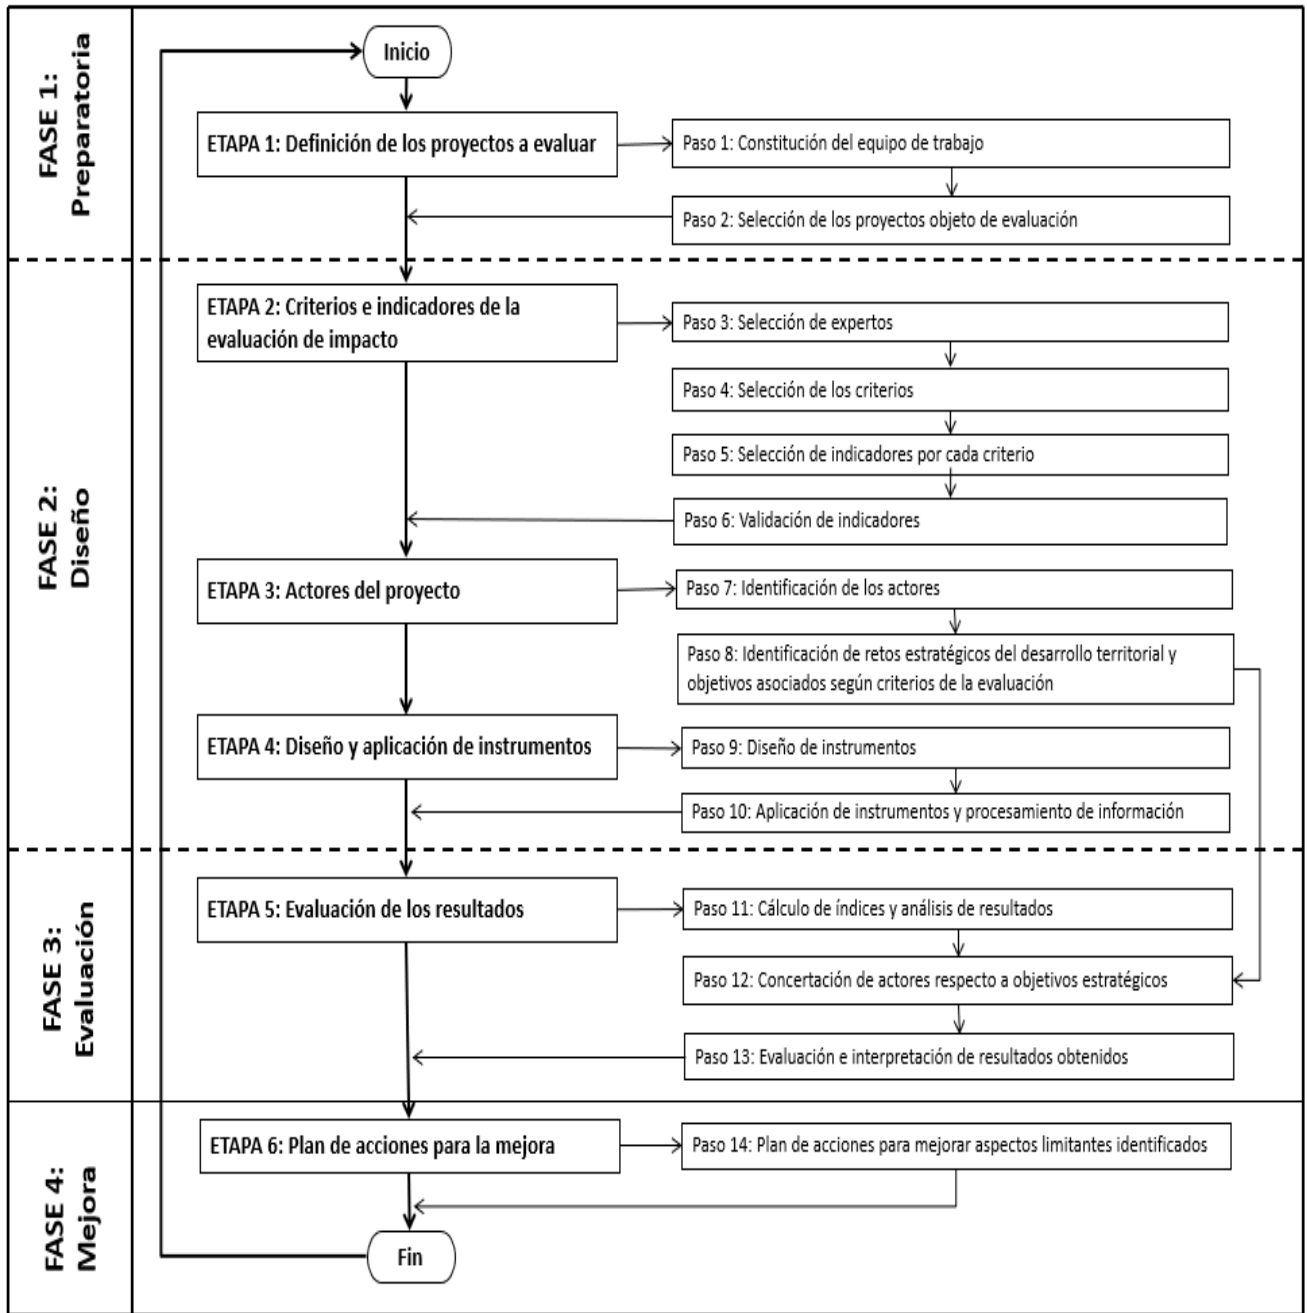 FASE 1:
Preparatoria
Inicio
ETAPA 1: Definición de los proyectos a evaluar
Paso 1: Constitución del equipo de trabajo
Paso 2: Selección de los proyectos objeto de evaluación
FASE 2:
Diseño
ETAPA 2: Criterios e indicadores de la
evaluación de impacto
Paso 3: Selección de expertos
Paso 4: Selección de los criterios
Paso 5: Selección de indicadores por cada criterio
Paso 6: Validación de indicadores
ETAPA 3: Actores del proyecto
Paso 7: Identificación de los actores
Paso 8: Identificación de retos estratégicos del desarrollo territorial y
objetivos asociados según criterios de la evaluación
ETAPA 4: Diseño y aplicación de instrumentos
Paso 9: Diseño de instrumentos
Paso 10: Aplicación de instrumentos y procesamiento de información
FASE 3:
Evaluación
ETAPA 5: Evaluación de los resultados
Paso 11: Cálculo de índices y análisis de resultados
Paso 12: Concertación de actores respecto a objetivos estratégicos
Paso 13: Evaluación e interpretación de resultados obtenidos
FASE 4:
Mejora
ETAPA 6: Plan de acciones para la mejora
Paso 14: Plan de acciones para mejorar aspectos limitantes identificados
Fin